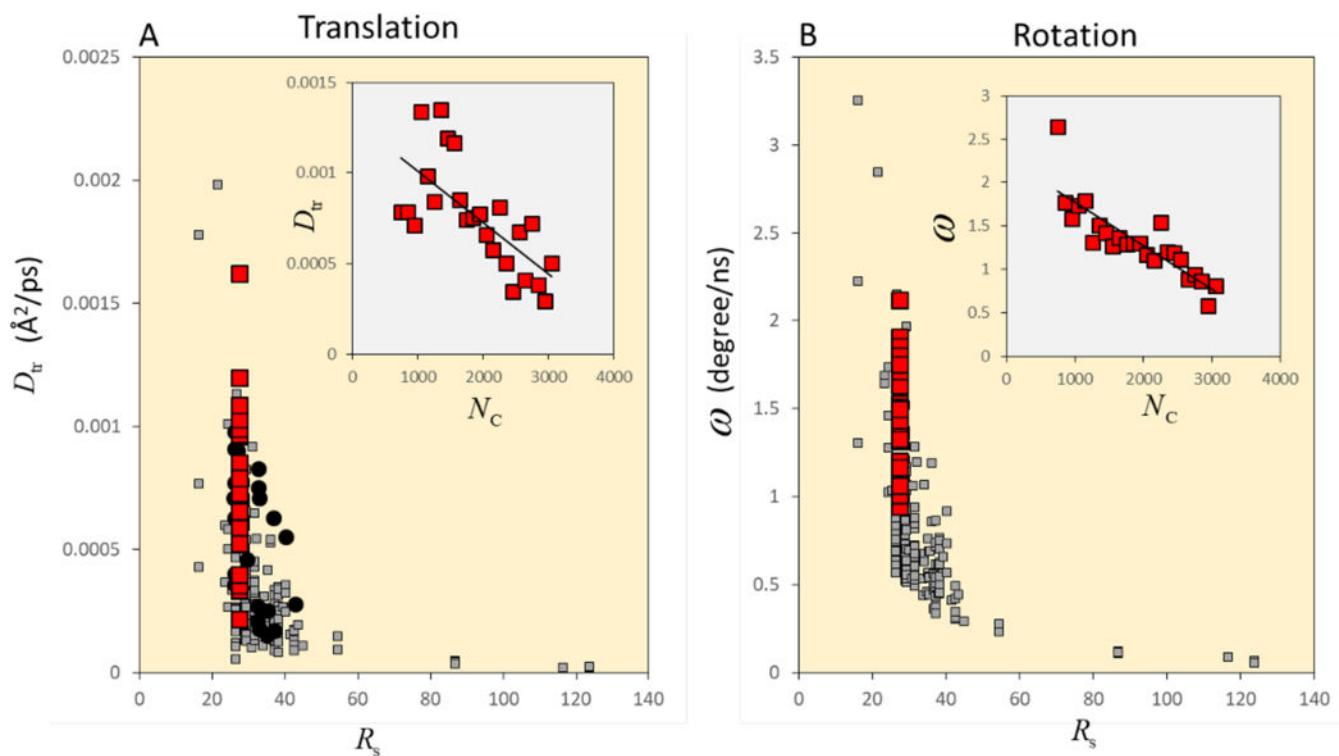 A
Translation
0.0025
0.002
0.0015
0.001
0.0005
0
0 20 40 60 80 100 120 140
D_tr (Å²/ps)
R_s
0.0015
0.001
0.0005
0
0 1000 2000 3000 4000
D_tr
N_C
B
Rotation
3.5
3
2.5
2
1.5
1
0.5
0
0 20 40 60 80 100 120 140
ω (degree/ns)
R_s
3
2.5
2
1.5
1
0.5
0
0 1000 2000 3000 4000
ω
N_C